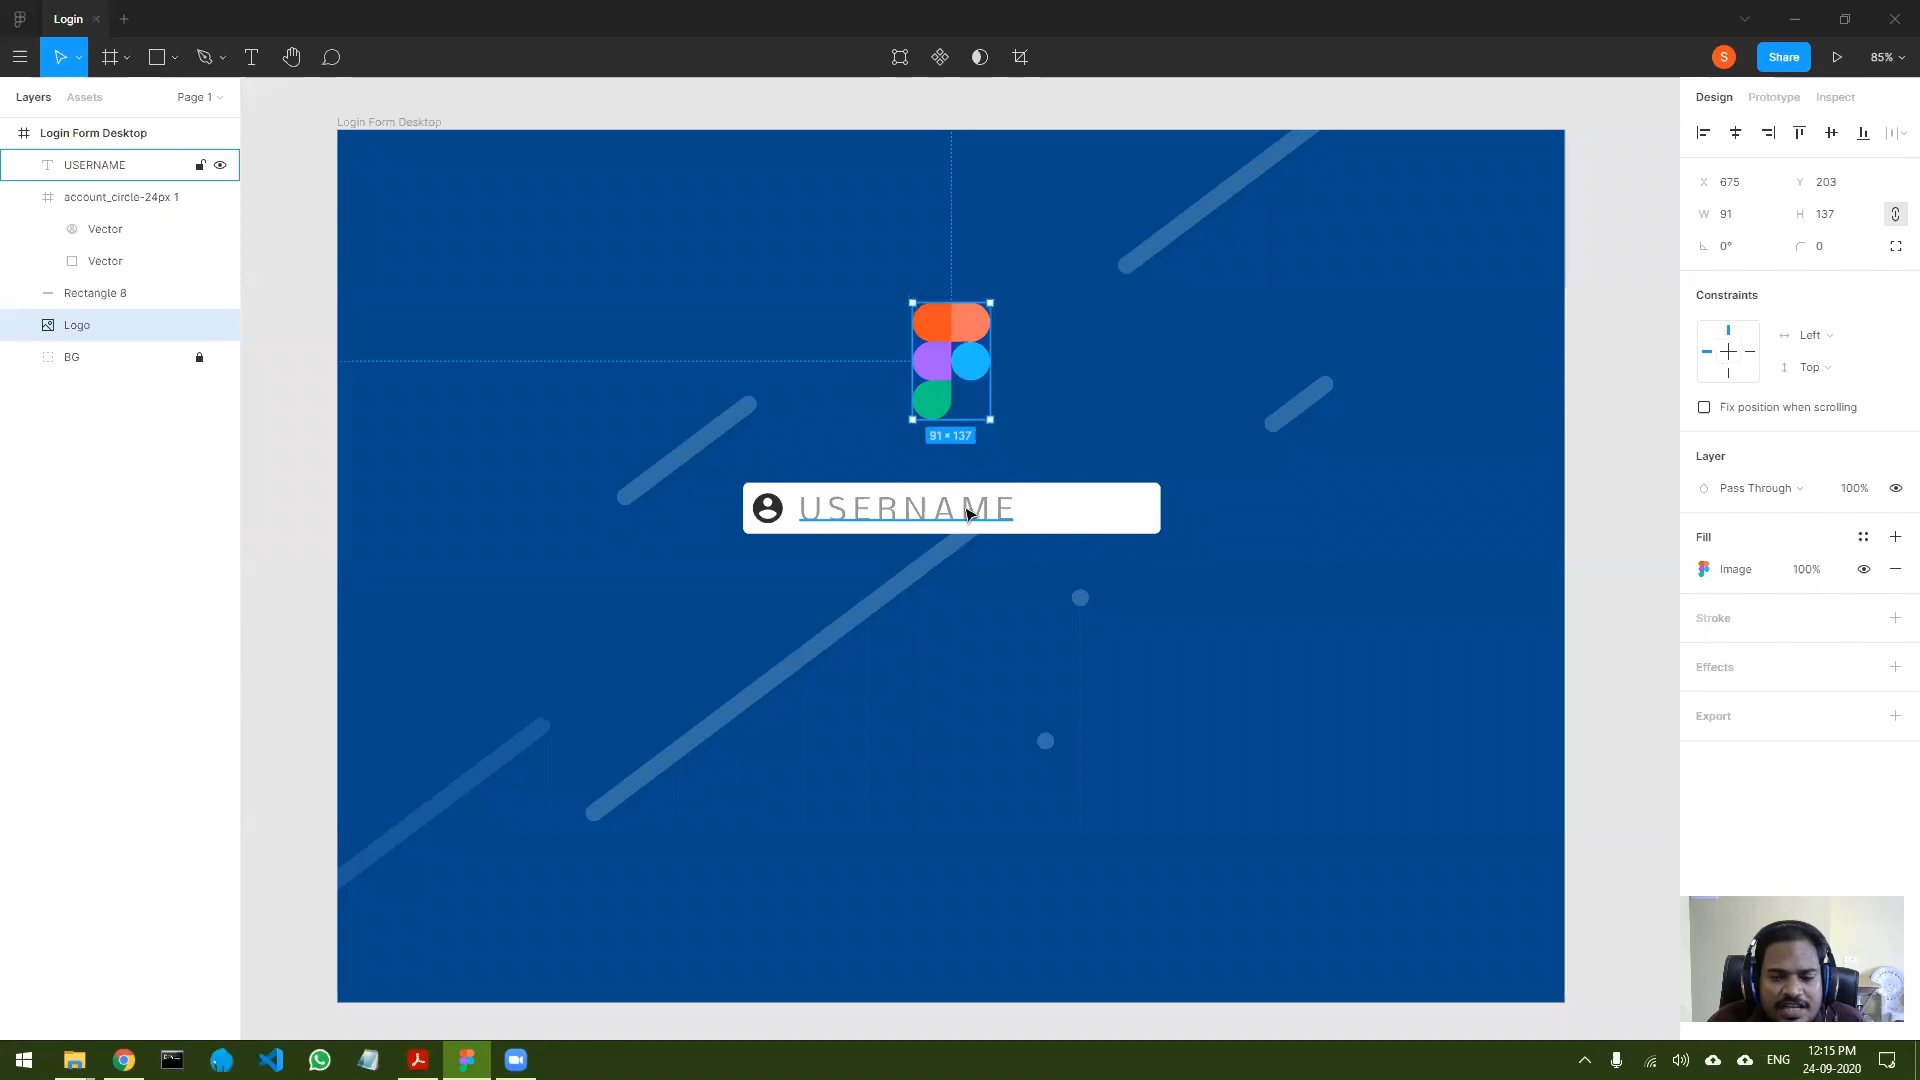 Login
Share
85%
Layers
Assets
Page 1
Login Form Desktop
USERNAME
account_circle-24px 1
Vector
Vector
Rectangle 8
Logo
BG
Login Form Desktop
91 × 137
USERNAME
S
Design
Prototype
Inspect
X 675
Y 203
W 91
H 137
0°
0
Constraints
Left
Top
Fix position when scrolling
Layer
Pass Through
100%
Fill
Image
100%
Stroke
Effects
Export
ENG
12:15 PM
24-09-2020